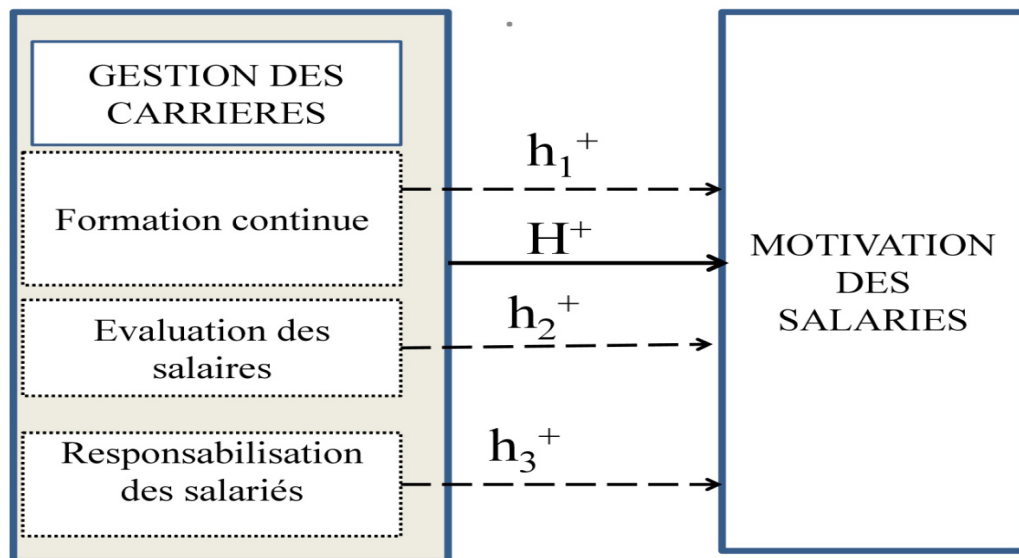 GESTION DES
CARRIERES
Formation continue
Evaluation des
salaires
Responsabilisation
des salariés
h₁⁺
H⁺
h₂⁺
h₃⁺
MOTIVATION
DES
SALARIES